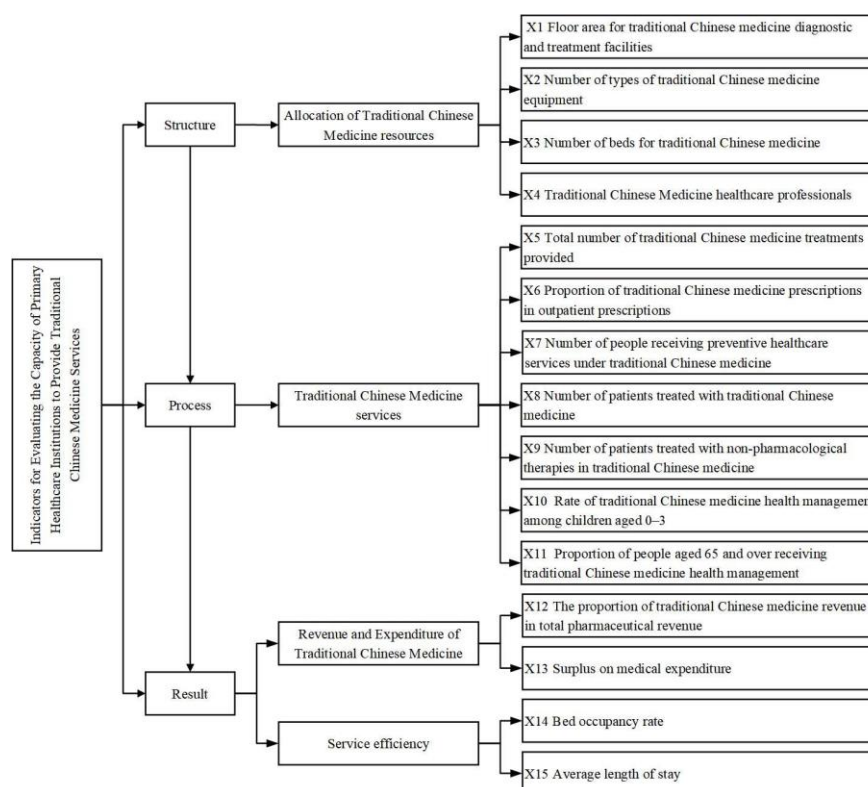 Indicators for Evaluating the Capacity of Primary
Healthcare Institutions to Provide Traditional
Chinese Medicine Services
Structure
Allocation of Traditional Chinese
Medicine resources
X1 Floor area for traditional Chinese medicine diagnostic
and treatment facilities
X2 Number of types of traditional Chinese medicine
equipment
X3 Number of beds for traditional Chinese medicine
X4 Traditional Chinese Medicine healthcare professionals
Process
Traditional Chinese Medicine
services
X5 Total number of traditional Chinese medicine treatments
provided
X6 Proportion of traditional Chinese medicine prescriptions
in outpatient prescriptions
X7 Number of people receiving preventive healthcare
services under traditional Chinese medicine
X8 Number of patients treated with traditional Chinese
medicine
X9 Number of patients treated with non-pharmacological
therapies in traditional Chinese medicine
X10 Rate of traditional Chinese medicine health management
among children aged 0–3
X11 Proportion of people aged 65 and over receiving
traditional Chinese medicine health management
Result
Revenue and Expenditure of
Traditional Chinese Medicine
X12 The proportion of traditional Chinese medicine revenue
in total pharmaceutical revenue
X13 Surplus on medical expenditure
Service efficiency
X14 Bed occupancy rate
X15 Average length of stay